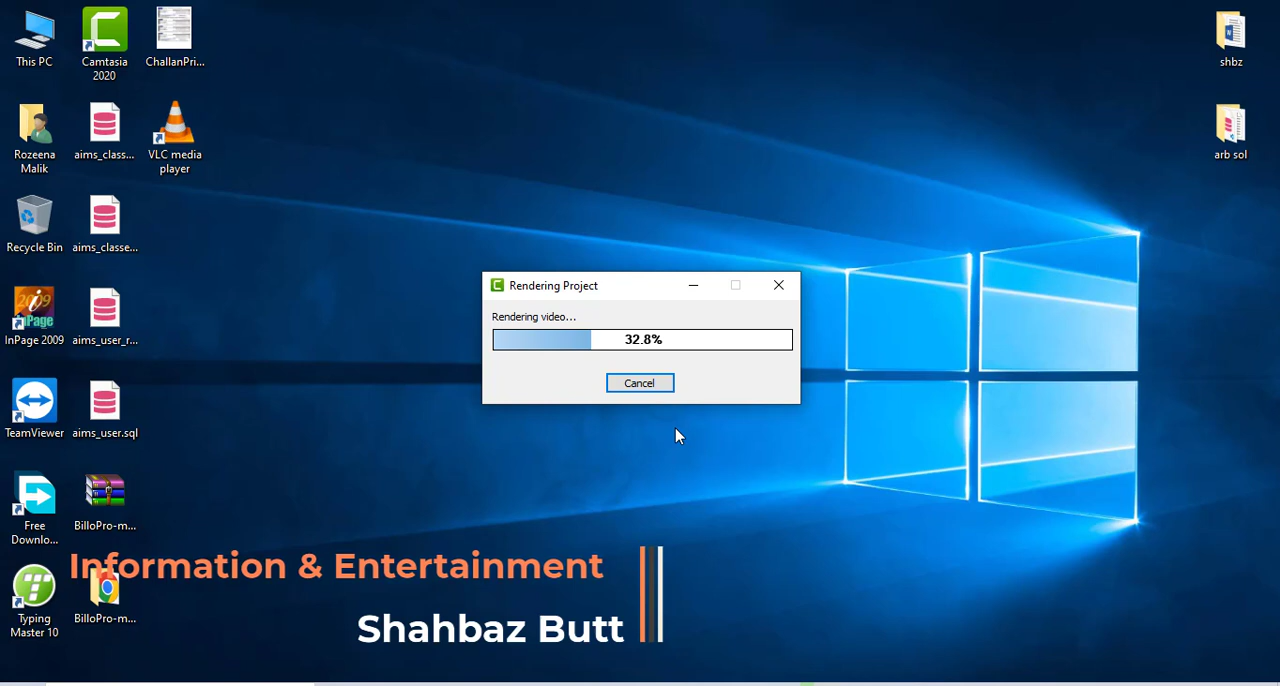 This PC
Camtasia
2020
ChallanPri...
shbz
Rozeena
Malik
aims_class...
VLC media
player
arb sol
Recycle Bin
aims_classe...
2009
InPage
InPage 2009
aims_user_r...
TeamViewer
aims_user.sql
Free
Downlo...
BilloPro-m...
Typing
Master 10
BilloPro-m...
Rendering Project
Rendering video...
32.8%
Cancel
Information & Entertainment
Shahbaz Butt